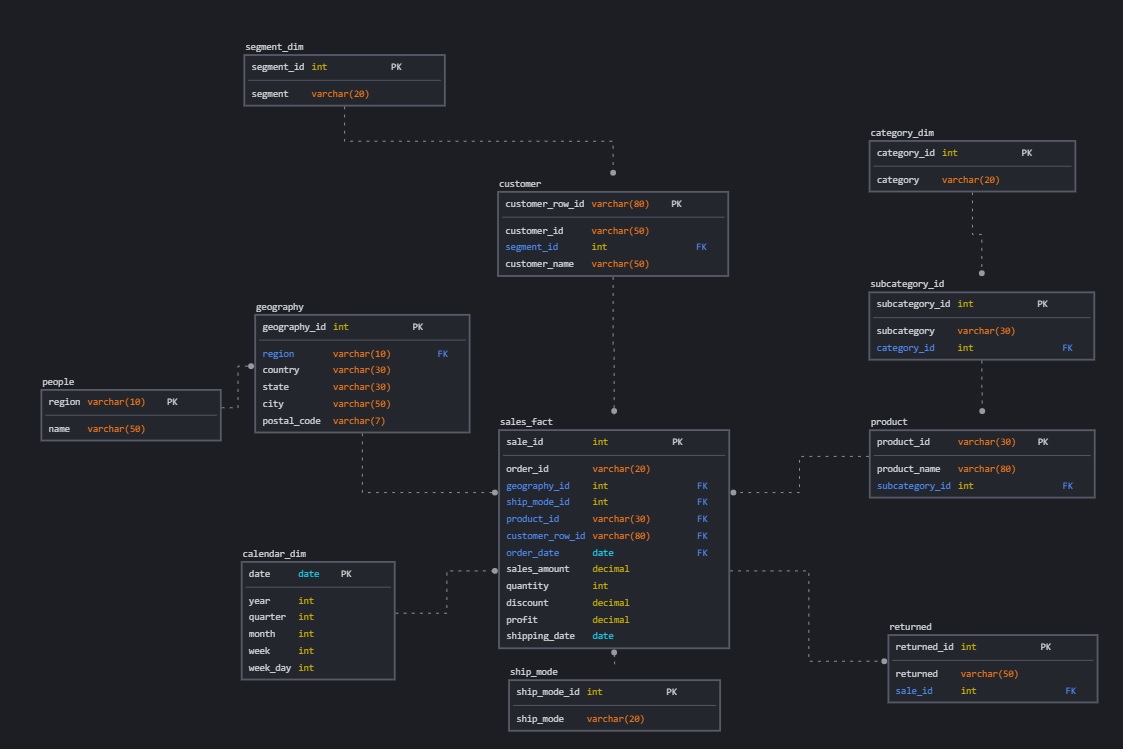 segment_dim
segment_id int PK
segment varchar(20)
category_dim
category_id int PK
category varchar(20)
customer
customer_row_id varchar(80) PK
customer_id varchar(50)
segment_id int FK
customer_name varchar(50)
subcategory_id
subcategory_id int PK
subcategory varchar(30)
category_id int FK
geography
geography_id int PK
region varchar(10) FK
country varchar(30)
state varchar(30)
city varchar(50)
postal_code varchar(7)
people
region varchar(10) PK
name varchar(50)
sales_fact
sale_id int PK
order_id varchar(20)
geography_id int FK
ship_mode_id int FK
product_id varchar(30) FK
customer_row_id varchar(80) FK
order_date date FK
sales_amount decimal
quantity int
discount decimal
profit decimal
shipping_date date
product
product_id varchar(30) PK
product_name varchar(80)
subcategory_id int FK
calendar_dim
date date PK
year int
quarter int
month int
week int
week_day int
returned
returned_id int PK
returned varchar(50)
sale_id int FK
ship_mode
ship_mode_id int PK
ship_mode varchar(20)